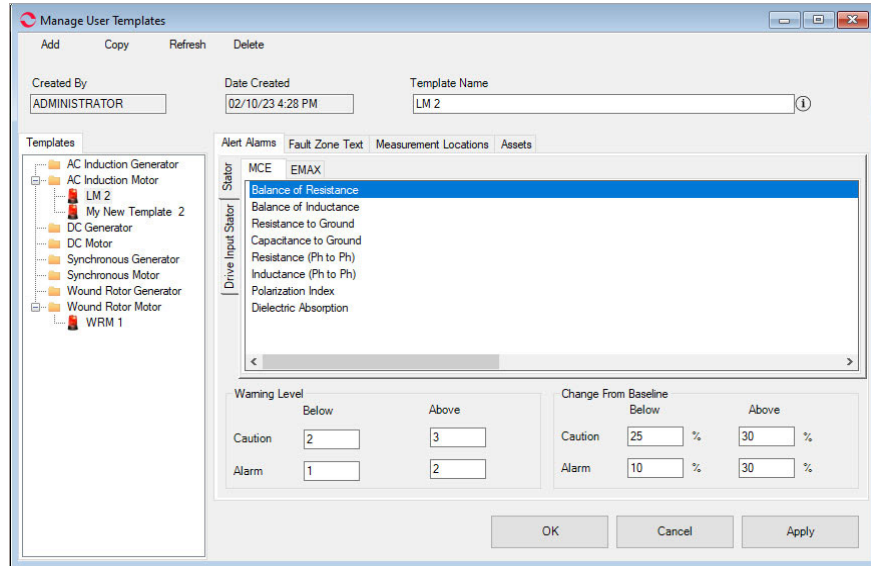 Manage User Templates
Add Copy Refresh Delete
Created By Date Created Template Name
ADMINISTRATOR 02/10/23 4:28 PM LM 2
Templates
AC Induction Generator
AC Induction Motor
LM 2
My New Template 2
DC Generator
DC Motor
Synchronous Generator
Synchronous Motor
Wound Rotor Generator
Wound Rotor Motor
WRM 1
Alert Alarms Fault Zone Text Measurement Locations Assets
Stator
Drive Input Stator
MCE EMAX
Balance of Resistance
Balance of Inductance
Resistance to Ground
Capacitance to Ground
Resistance (Ph to Ph)
Inductance (Ph to Ph)
Polarization Index
Dielectric Absorption
Warning Level
Below Above
Caution 2 3
Alarm 1 2
Change From Baseline
Below Above
Caution 25 % 30 %
Alarm 10 % 30 %
OK Cancel Apply